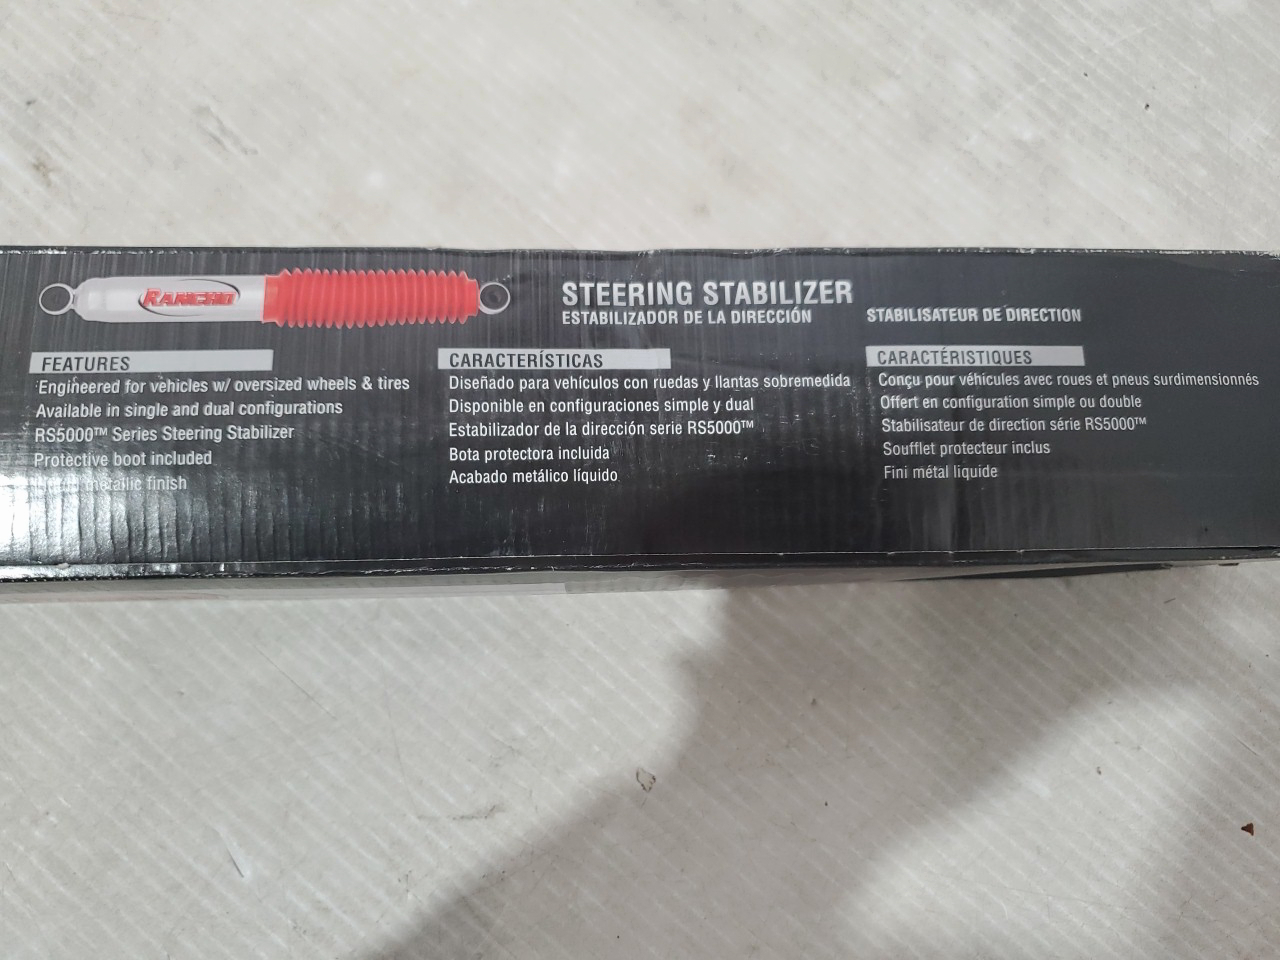 RANCHO
STEERING STABILIZER
ESTABILIZADOR DE LA DIRECCIÓN
STABILISATEUR DE DIRECTION
FEATURES
Engineered for vehicles w/ oversized wheels & tires
Available in single and dual configurations
RS5000™ Series Steering Stabilizer
Protective boot included
metallic finish
CARACTERÍSTICAS
Diseñado para vehículos con ruedas y llantas sobremedida
Disponible en configuraciones simple y dual
Estabilizador de la dirección serie RS5000™
Bota protectora incluida
Acabado metálico líquido
CARACTÉRISTIQUES
Conçu pour véhicules avec roues et pneus surdimensionnés
Offert en configuration simple ou double
Stabilisateur de direction série RS5000™
Soufflet protecteur inclus
Fini métal liquide